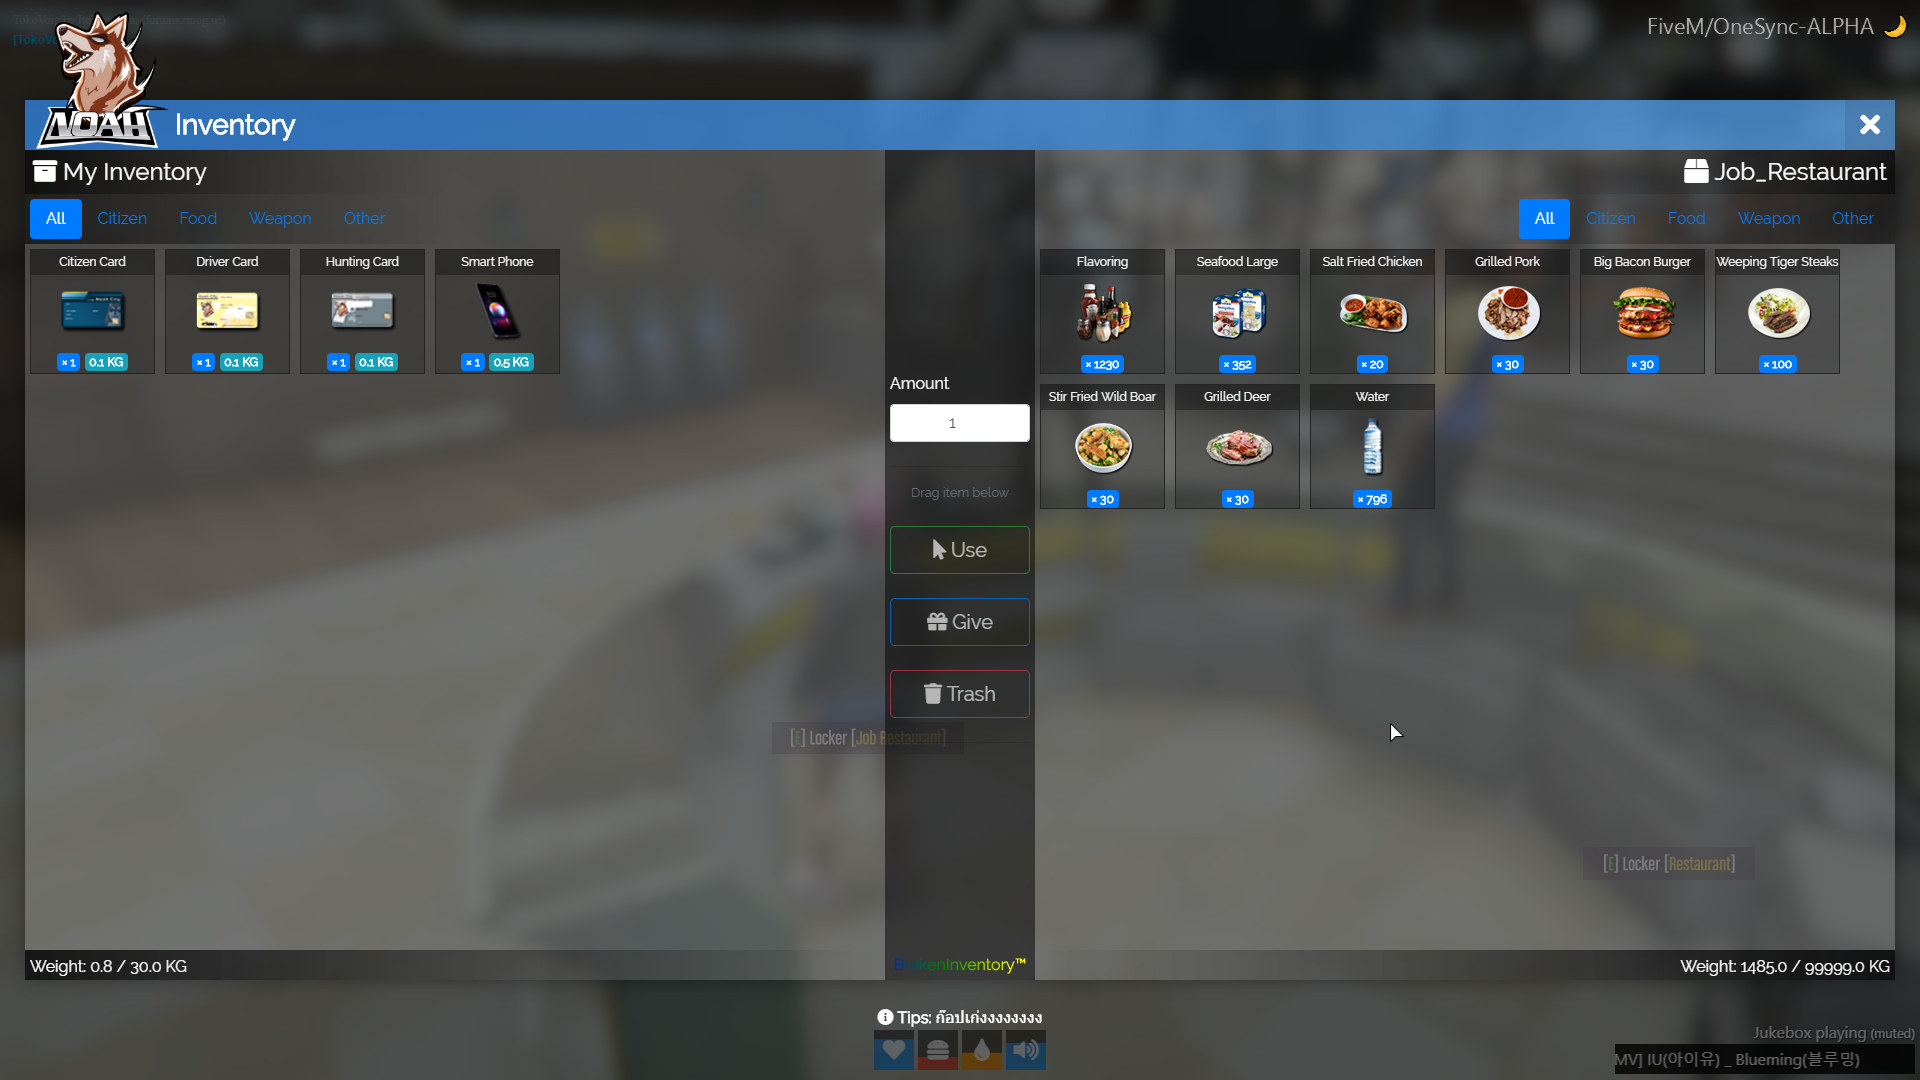 FiveM/OneSync-ALPHA
NOAH
Inventory
My Inventory
Job_Restaurant
All Citizen Food Weapon Other
All Citizen Food Weapon Other
Citizen Card
× 1 0.1 KG
Driver Card
× 1 0.1 KG
Hunting Card
× 1 0.1 KG
Smart Phone
× 1 0.5 KG
Amount
1
Drag item below
Use
Give
Trash
Flavoring
× 1230
Seafood Large
× 352
Salt Fried Chicken
× 20
Grilled Pork
× 30
Big Bacon Burger
× 30
Weeping Tiger Steaks
× 100
Stir Fried Wild Boar
× 30
Grilled Deer
× 30
Water
× 796
[E] Locker [Job Restaurant]
[E] Locker [Restaurant]
Weight: 0.8 / 30.0 KG
BrokenInventory™
Weight: 1485.0 / 99999.0 KG
Tips: ก๊อปเก่งงงงงงงง
Jukebox playing (muted)
MV] IU(아이유) _ Blueming(블루밍)